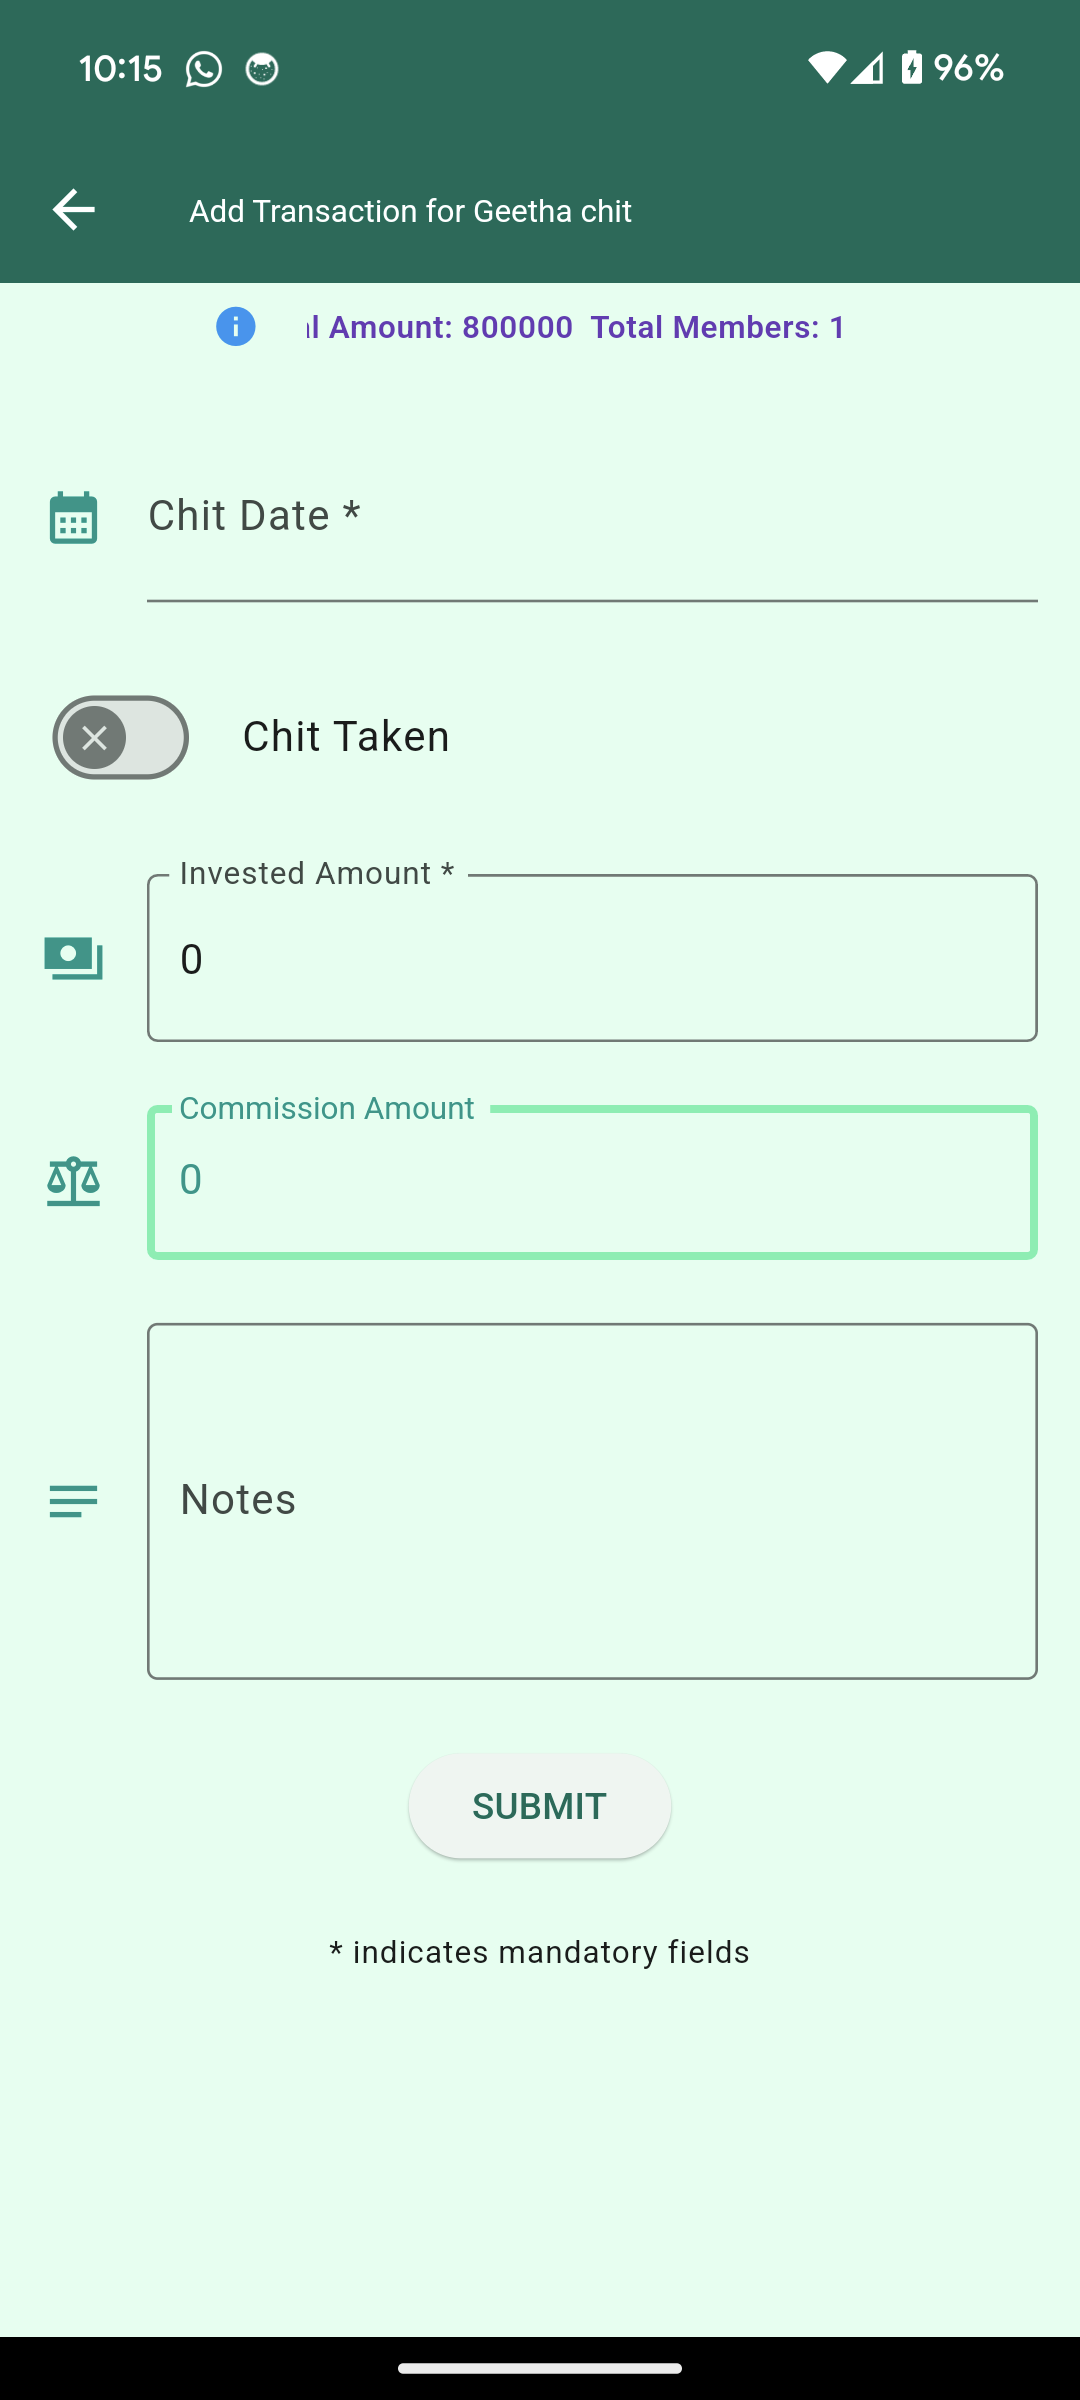 10:15 96%
Add Transaction for Geetha chit
l Amount: 800000 Total Members: 1
Chit Date *
Chit Taken
Invested Amount *
0
Commission Amount
0
Notes
SUBMIT
* indicates mandatory fields